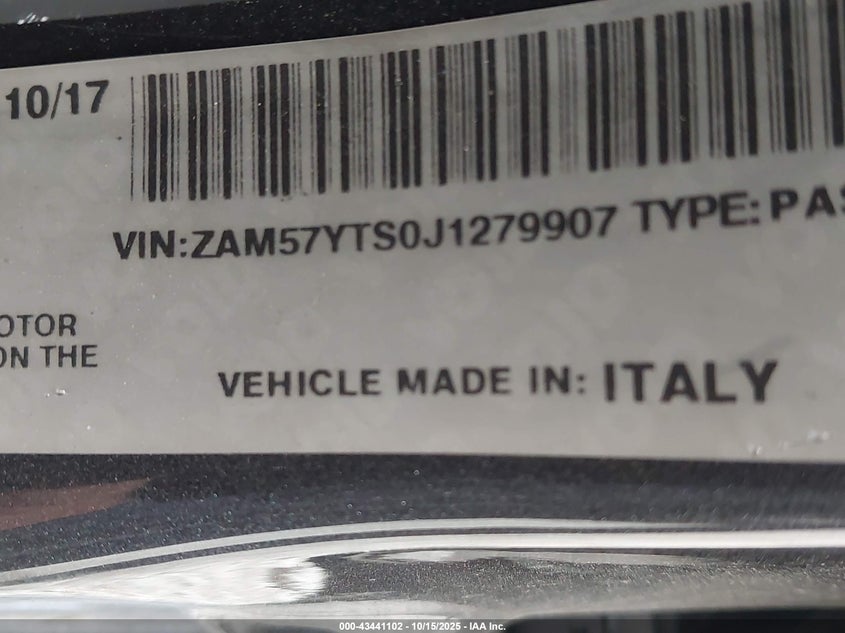 10/17
VIN:ZAM57YTS0J1279907 TYPE:PAS
OTOR
ON THE
VEHICLE MADE IN: ITALY
000-43441102 - 10/15/2025 - IAA Inc.